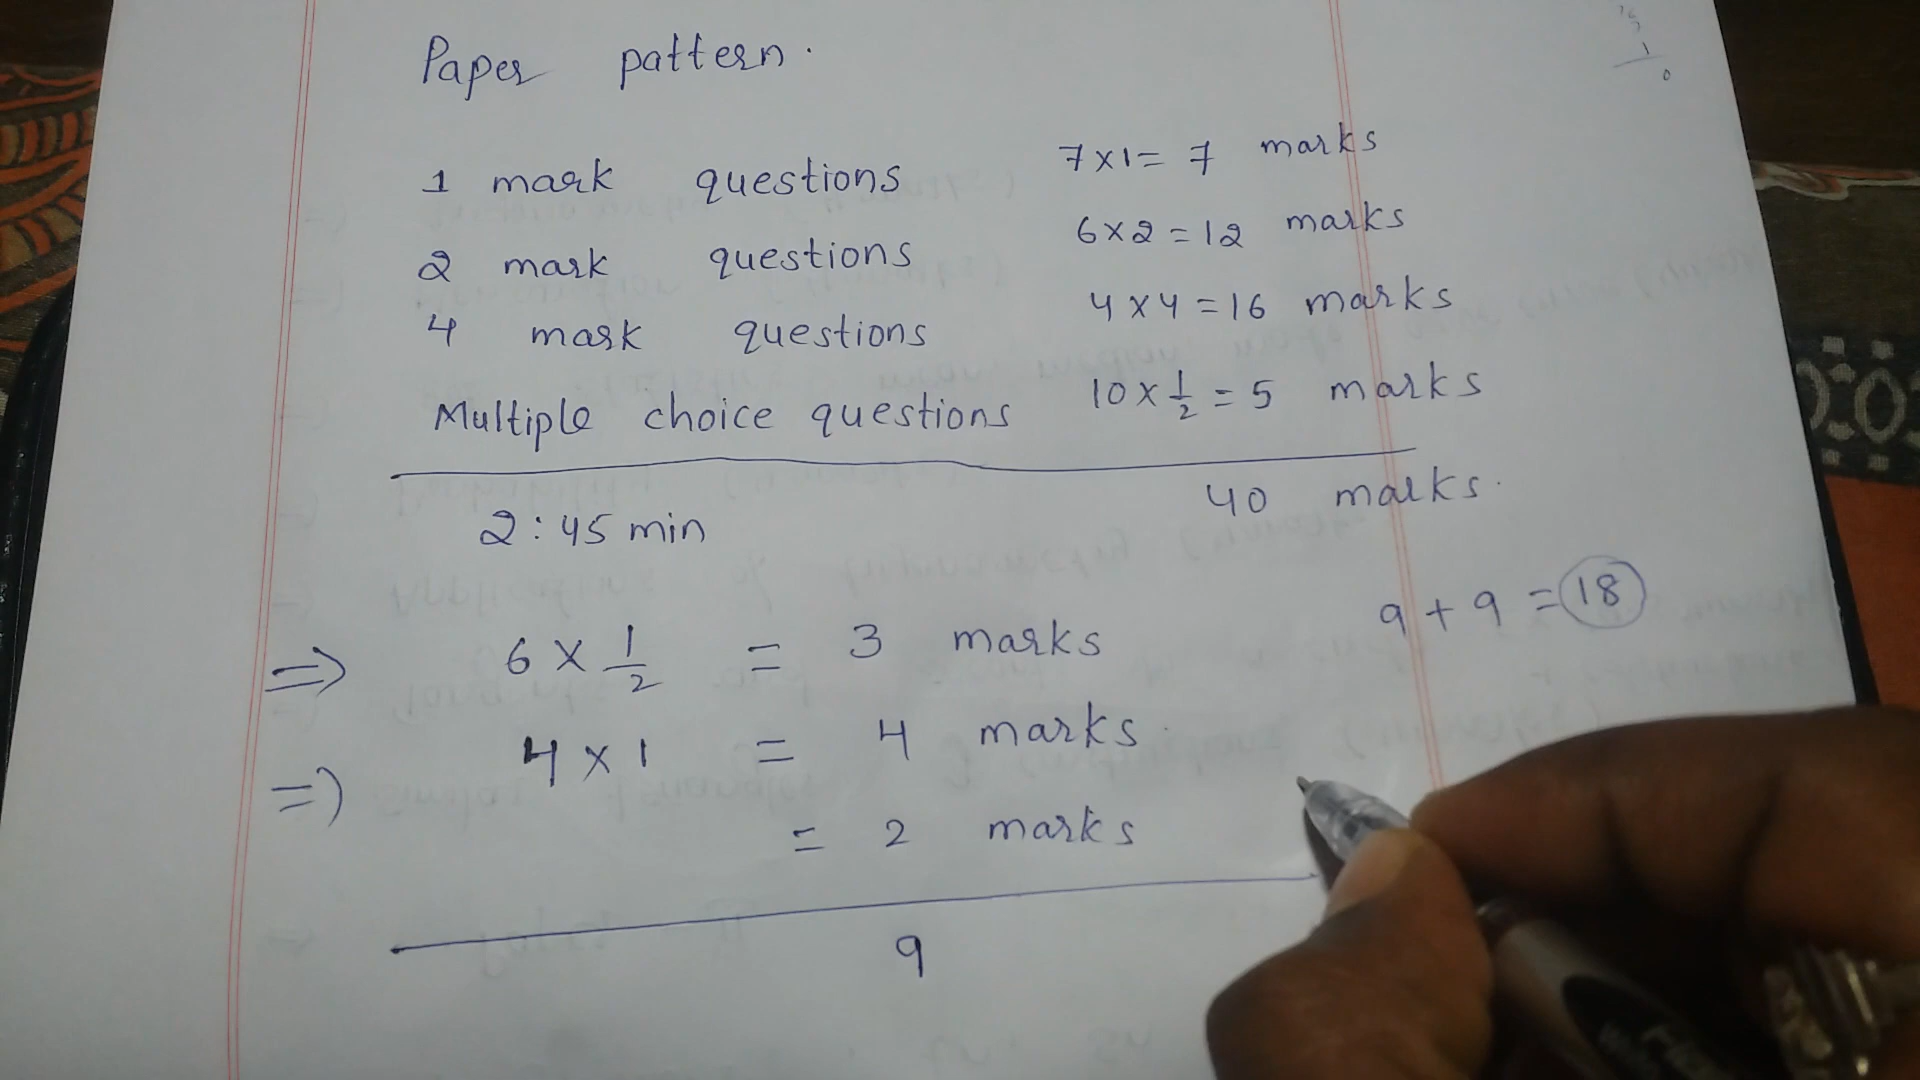 Paper pattern.
1 mark questions 7 x 1 = 7 marks
2 mark questions 6 x 2 = 12 marks
4 mark questions 4 x 4 = 16 marks
Multiple choice questions 10 x 1/2 = 5 marks
40 marks.
2:45 min
9 + 9 = 18
⇒ 6 x 1/2 = 3 marks
⇒ 4 x 1 = 4 marks
= 2 marks
9